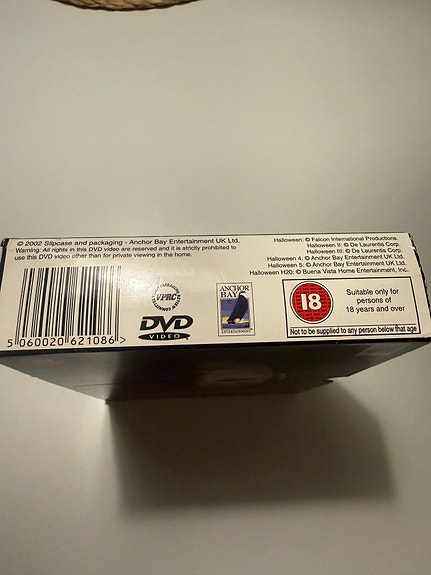 © 2002 Slipcase and packaging - Anchor Bay Entertainment UK Ltd.
Warning: All rights in this DVD video are reserved and it is strictly prohibited to
use this DVD video other than for private viewing in the home.
Halloween: © Falcon International Productions.
Halloween II: © De Laurentis Corp.
Halloween III: © De Laurentis Corp.
Halloween 4: © Anchor Bay Entertainment UK Ltd.
Halloween 5: © Anchor Bay Entertainment UK Ltd.
Halloween H20: © Buena Vista Home Entertainment, Inc.
5 060020 621086 >
VPRC
DVD
VIDEO
ANCHOR
BAY
ENTERTAINMENT
18
Suitable only for
persons of
18 years and over
Not to be supplied to any person below that age